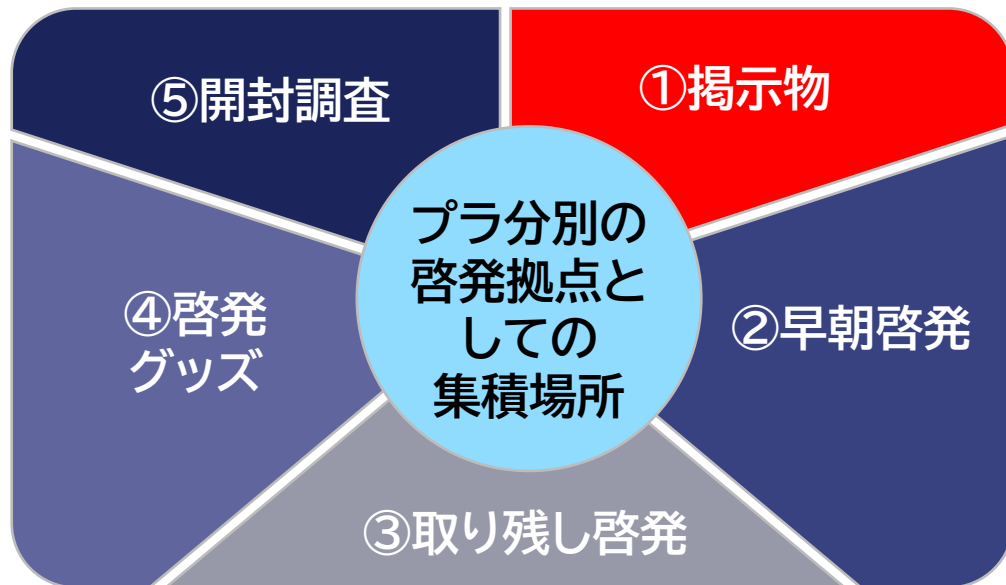 ⑤開封調査
①掲示物
プラ分別の
啓発拠点と
しての
集積場所
④啓発
グッズ
②早朝啓発
③取り残し啓発